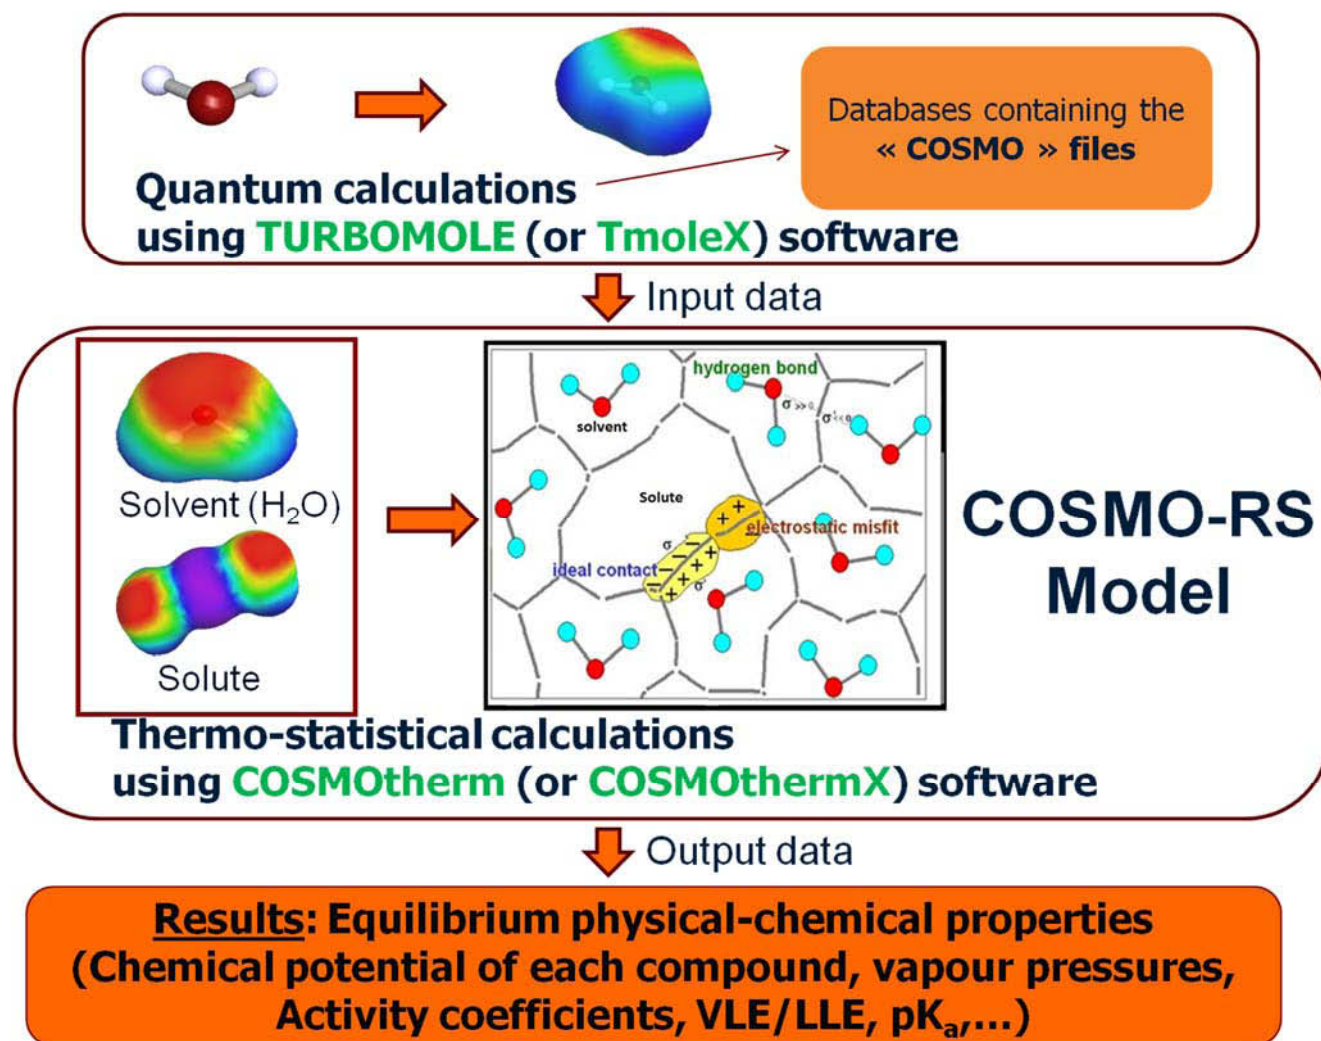 Databases containing the
« COSMO » files
Quantum calculations
using TURBOMOLE (or TmoleX) software
Input data
Solvent (H₂O)
Solute
hydrogen bond
solvent
σ >> 0
Solute
electrostatic misfit
σ
ideal contact
COSMO-RS
Model
Thermo-statistical calculations
using COSMOtherm (or COSMOthermX) software
Output data
Results: Equilibrium physical-chemical properties
(Chemical potential of each compound, vapour pressures,
Activity coefficients, VLE/LLE, pKₐ,...)